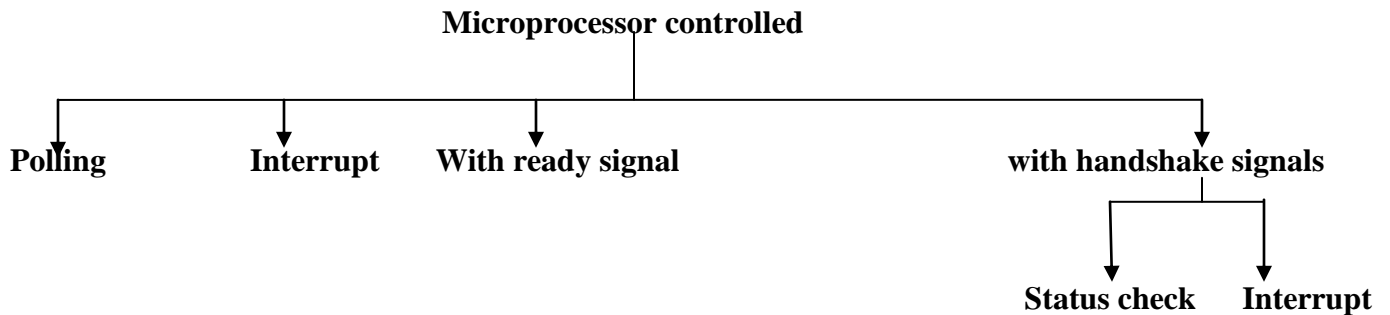 Microprocessor controlled
Polling Interrupt With ready signal with handshake signals
Status check Interrupt